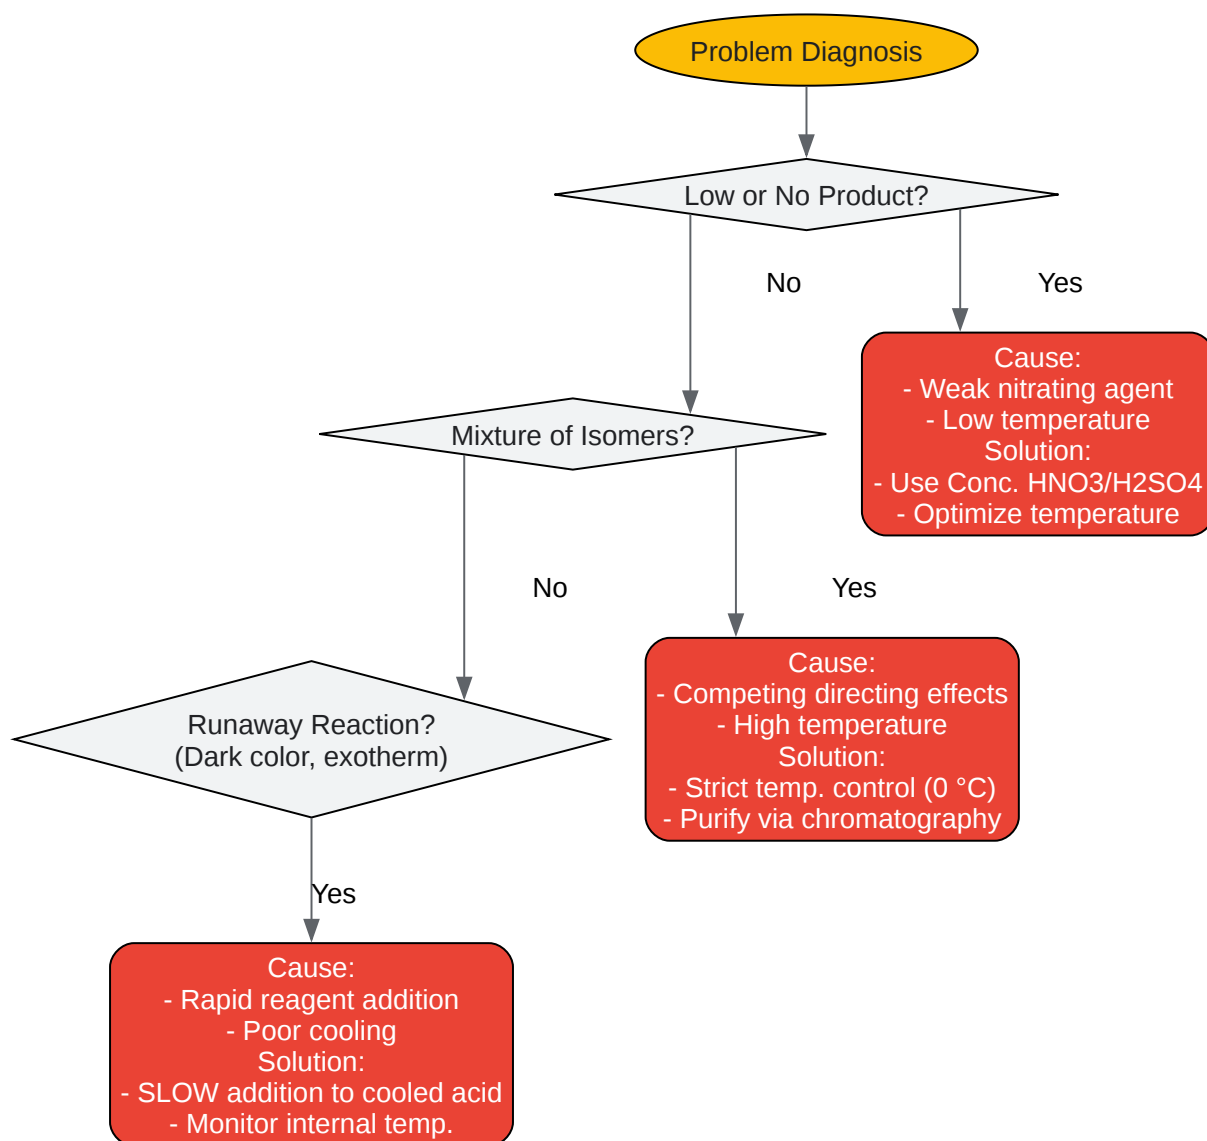 Problem Diagnosis
Low or No Product?
No
Yes
Cause:
- Weak nitrating agent
- Low temperature
Solution:
- Use Conc. HNO3/H2SO4
- Optimize temperature
Mixture of Isomers?
No
Yes
Cause:
- Competing directing effects
- High temperature
Solution:
- Strict temp. control (0 °C)
- Purify via chromatography
Runaway Reaction?
(Dark color, exotherm)
Yes
Cause:
- Rapid reagent addition
- Poor cooling
Solution:
- SLOW addition to cooled acid
- Monitor internal temp.